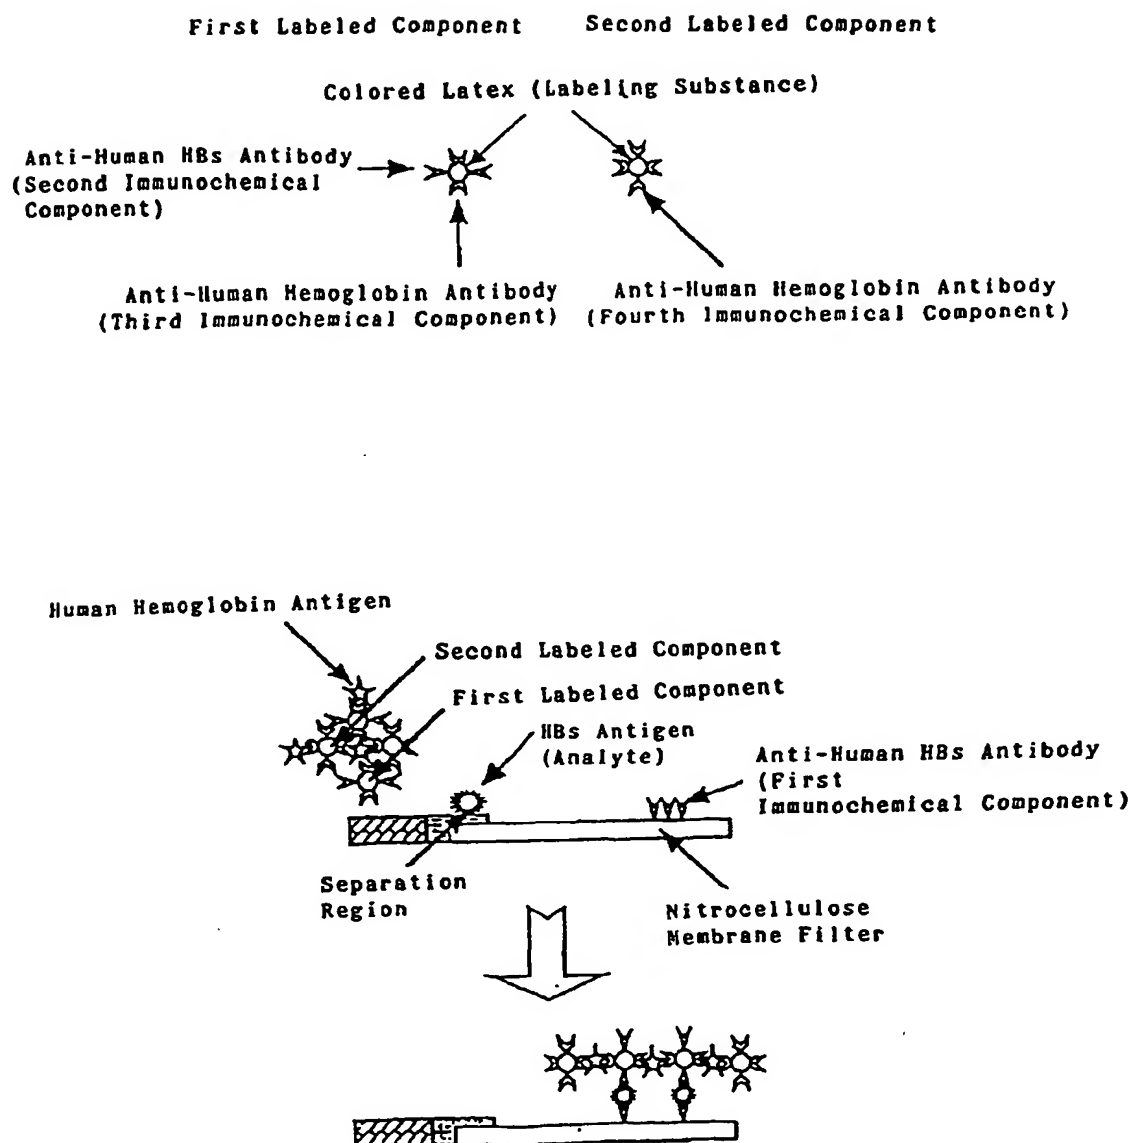 First Labeled Component Second Labeled Component
Colored Latex (Labeling Substance)
Anti-Human HBs Antibody
(Second Immunochemical
Component)
Anti-Human Hemoglobin Antibody
(Third Immunochemical Component)
Anti-Human Hemoglobin Antibody
(Fourth Immunochemical Component)
Human Hemoglobin Antigen
Second Labeled Component
First Labeled Component
HBs Antigen
(Analyte)
Anti-Human HBs Antibody
(First
Immunochemical Component)
Separation
Region
Nitrocellulose
Membrane Filter